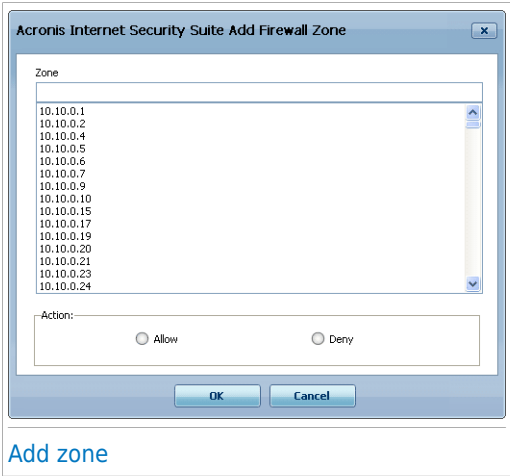 Acronis Internet Security Suite Add Firewall Zone
Zone
10.10.0.1
10.10.0.2
10.10.0.4
10.10.0.5
10.10.0.6
10.10.0.7
10.10.0.9
10.10.0.10
10.10.0.15
10.10.0.17
10.10.0.19
10.10.0.20
10.10.0.21
10.10.0.23
10.10.0.24
Action:
Allow Deny
OK Cancel
Add zone